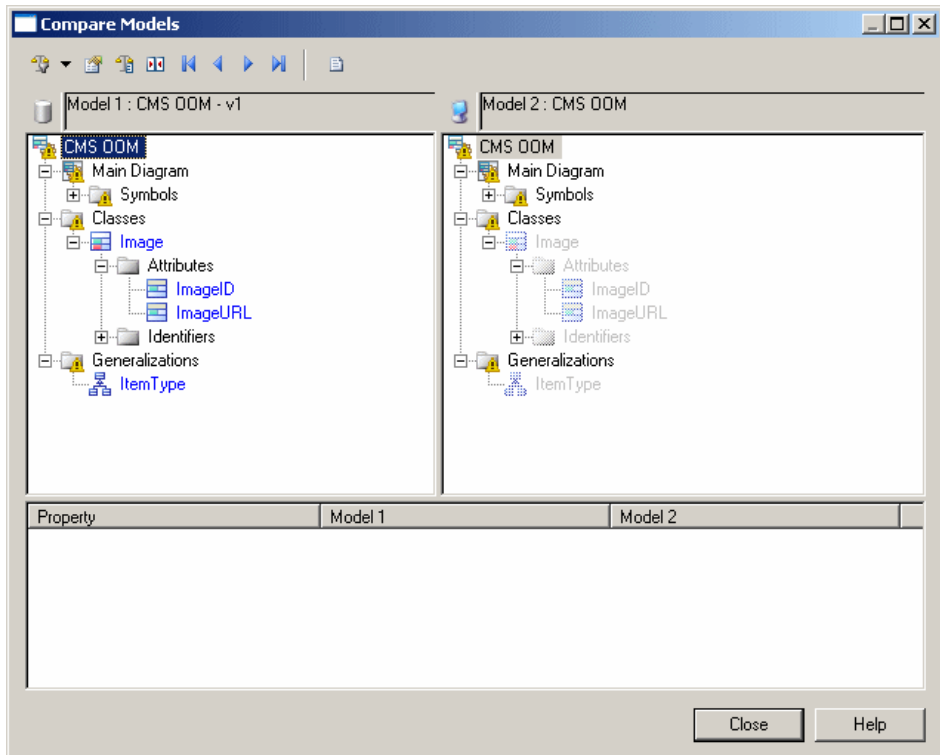 Compare Models
Model 1 : CMS OOM - v1
Model 2 : CMS OOM
CMS OOM
Main Diagram
Symbols
Classes
Image
Attributes
ImageID
ImageURL
Identifiers
Generalizations
ItemType
CMS OOM
Main Diagram
Symbols
Classes
Image
Attributes
ImageID
ImageURL
Identifiers
Generalizations
ItemType
Property Model 1 Model 2
Close Help